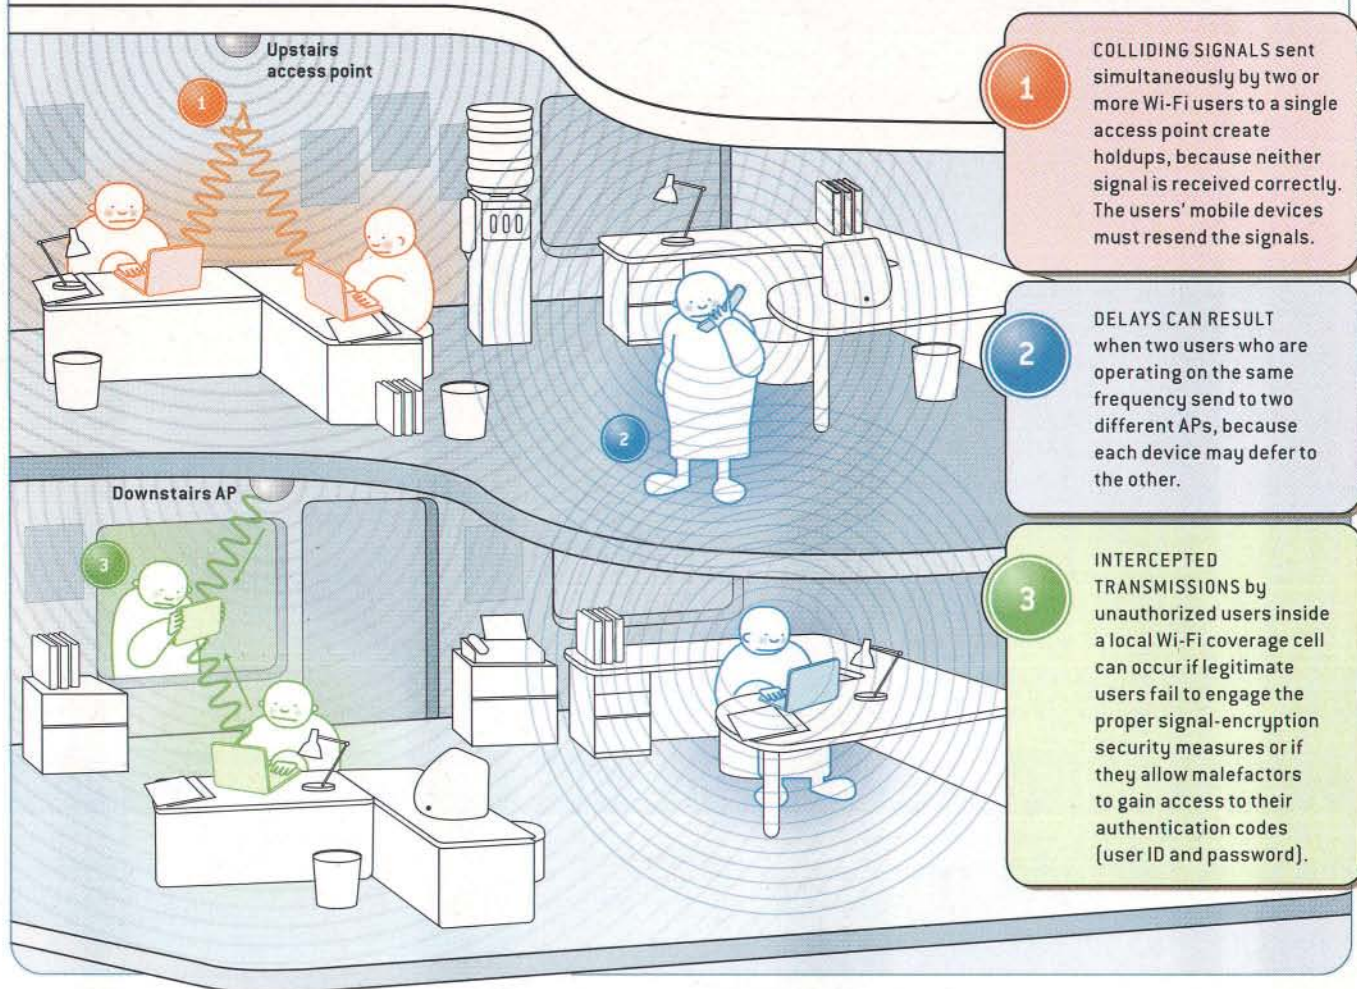 Upstairs
access point
1
1
COLLIDING SIGNALS sent
simultaneously by two or
more Wi-Fi users to a single
access point create
holdups, because neither
signal is received correctly.
The users' mobile devices
must resend the signals.
2
2
DELAYS CAN RESULT
when two users who are
operating on the same
frequency send to two
different APs, because
each device may defer to
the other.
Downstairs AP
3
3
INTERCEPTED
TRANSMISSIONS by
unauthorized users inside
a local Wi-Fi coverage cell
can occur if legitimate
users fail to engage the
proper signal-encryption
security measures or if
they allow malefactors
to gain access to their
authentication codes
(user ID and password).